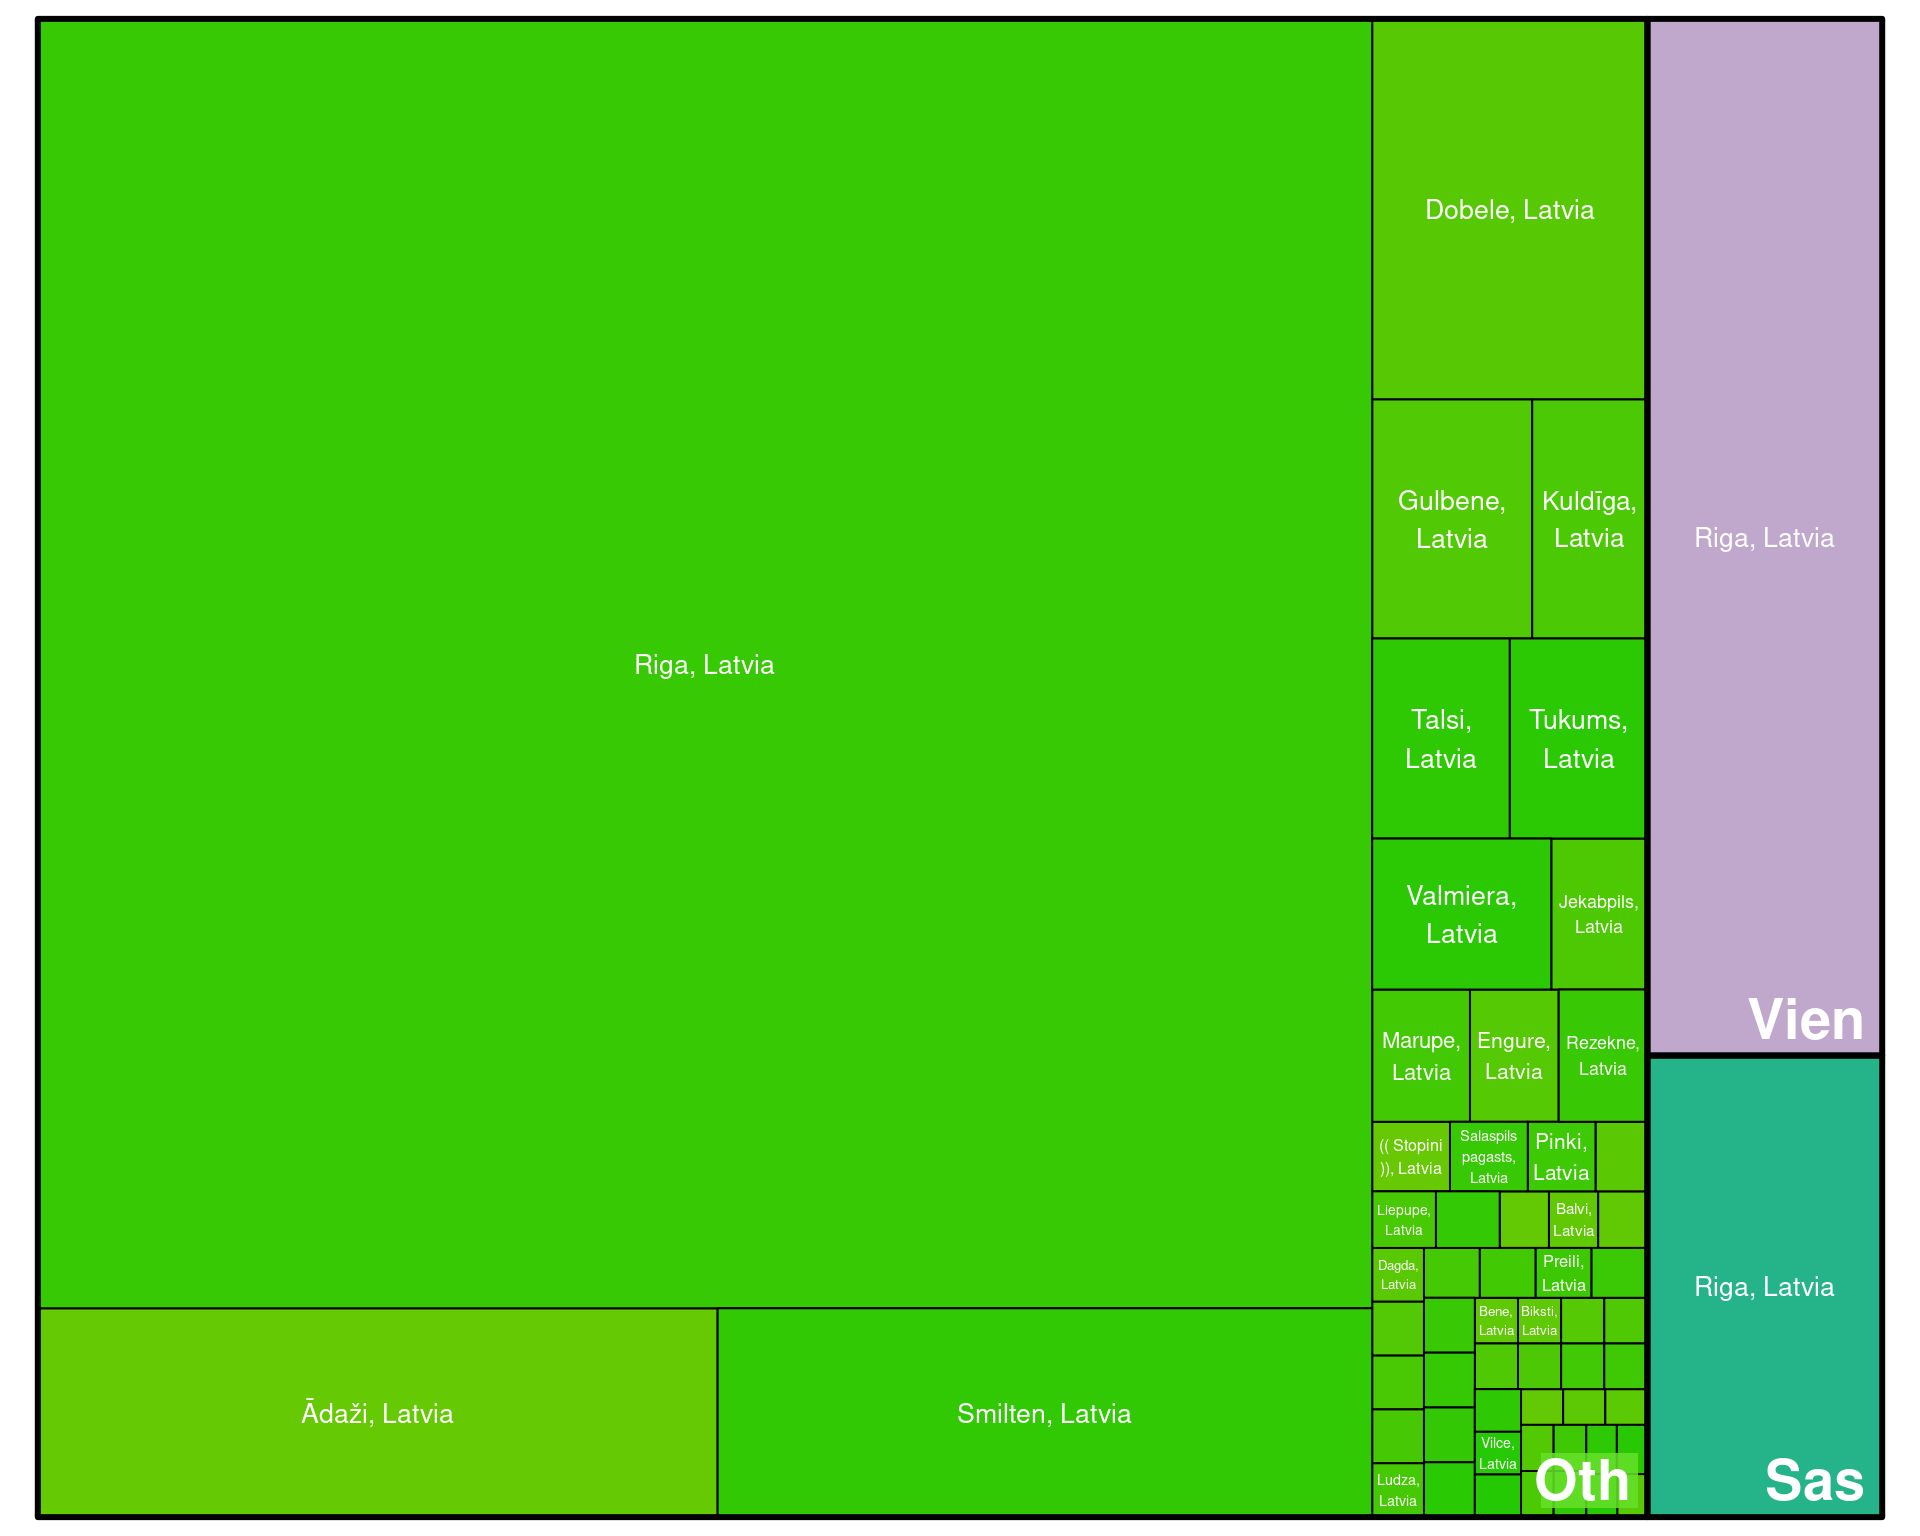 Riga, Latvia
Ādaži, Latvia
Smilten, Latvia
Dobele, Latvia
Gulbene,
Latvia
Kuldīga,
Latvia
Talsi,
Latvia
Tukums,
Latvia
Valmiera,
Latvia
Jekabpils,
Latvia
Marupe,
Latvia
Engure,
Latvia
Rezekne,
Latvia
(( Stopini
)), Latvia
Salaspils
pagasts,
Latvia
Pinki,
Latvia
Liepupe,
Latvia
Balvi,
Latvia
Dagda,
Latvia
Preili,
Latvia
Bene,
Latvia
Biksti,
Latvia
Vilce,
Latvia
Ludza,
Latvia
Oth
Riga, Latvia
Vien
Riga, Latvia
Sas